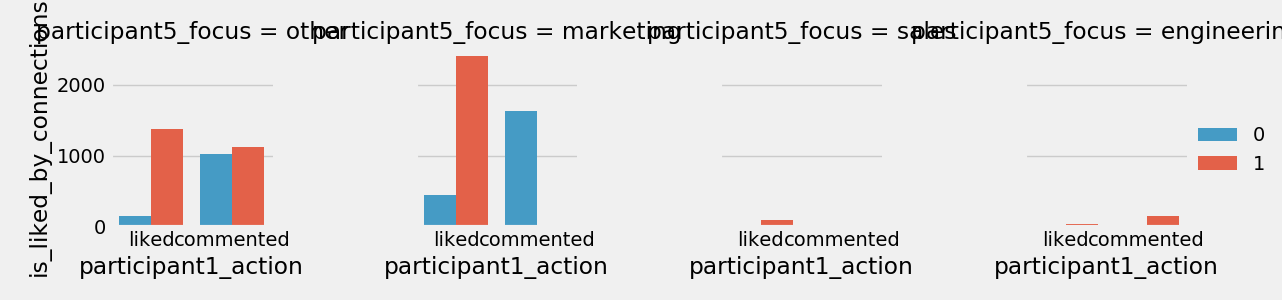 participant5_focus = other
participant5_focus = marketing
participant5_focus = sales
participant5_focus = engineerin
is_liked_by_connections
2000
1000
0
0
1
liked commented
liked commented
liked commented
liked commented
participant1_action
participant1_action
participant1_action
participant1_action